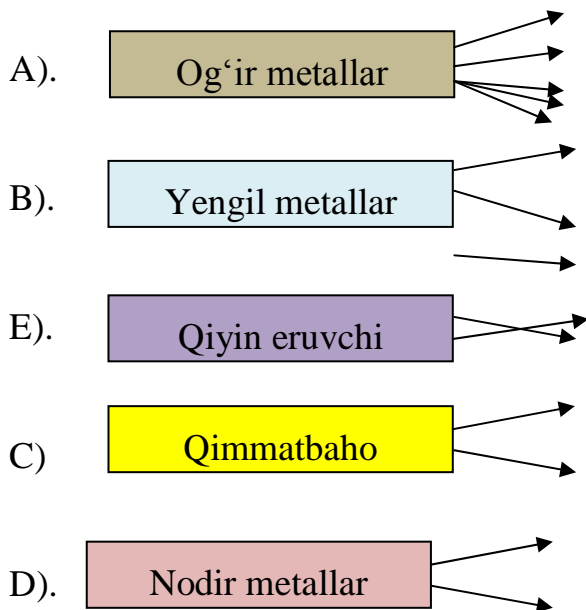 A). Og‘ir metallar
B). Yengil metallar
E). Qiyin eruvchi
C) Qimmatbaho
D). Nodir metallar